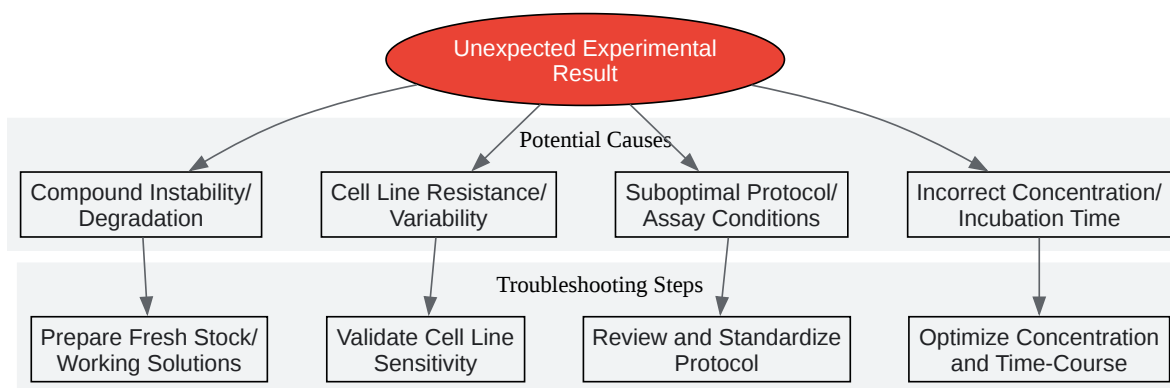 Unexpected Experimental
Result
Potential Causes
Compound Instability/
Degradation
Cell Line Resistance/
Variability
Suboptimal Protocol/
Assay Conditions
Incorrect Concentration/
Incubation Time
Troubleshooting Steps
Prepare Fresh Stock/
Working Solutions
Validate Cell Line
Sensitivity
Review and Standardize
Protocol
Optimize Concentration
and Time-Course